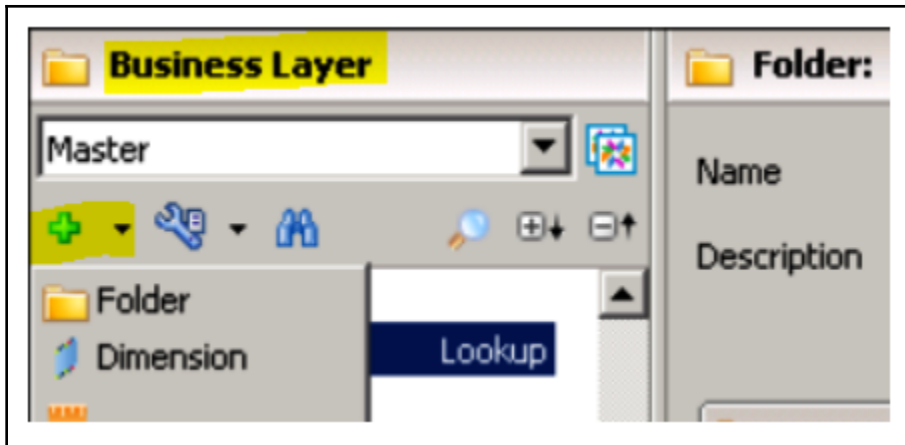 Business Layer
Folder:
Master
Name
Description
Folder
Dimension
Lookup